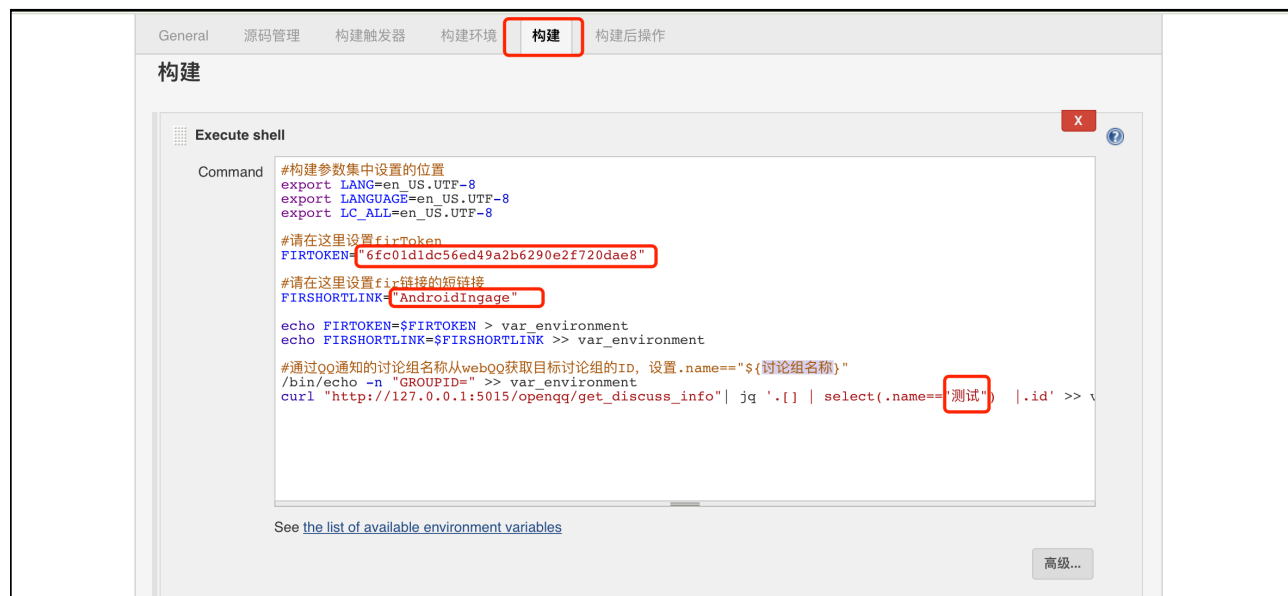 General 源码管理 构建触发器 构建环境 构建 构建后操作
构建
X
Execute shell
Command
#构建参数集中设置的位置
export LANG=en_US.UTF-8
export LANGUAGE=en_US.UTF-8
export LC_ALL=en_US.UTF-8
#请在这里设置firToken
FIRTOKEN="6fc01d1dc56ed49a2b6290e2f720dae8"
#请在这里设置fir链接的短链接
FIRSHORTLINK="AndroidIngage"
echo FIRTOKEN=$FIRTOKEN > var_environment
echo FIRSHORTLINK=$FIRSHORTLINK >> var_environment
#通过QQ通知的讨论组名称从webQQ获取目标讨论组的ID，设置.name=="${讨论组名称}"
/bin/echo -n "GROUPID=" >> var_environment
curl "http://127.0.0.1:5015/openqq/get_discuss_info"| jq '.[] | select(.name=="测试") |.id' >> v
See the list of available environment variables
高级...